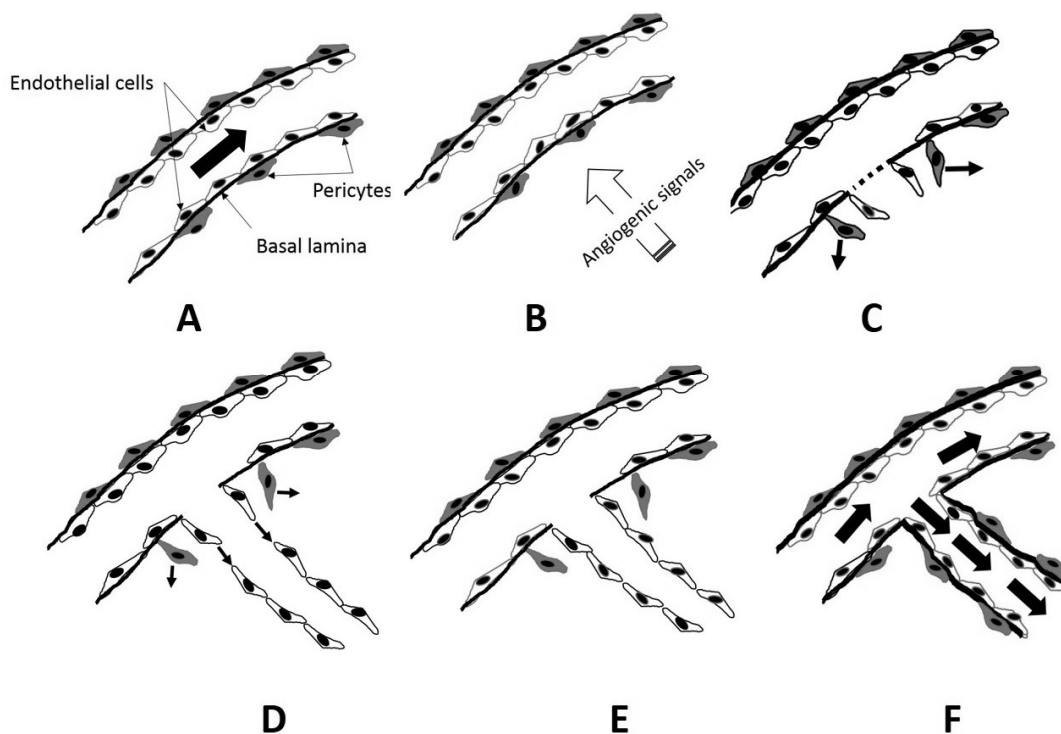 Endothelial cells
Pericytes
Basal lamina
Angiogenic signals
A
B
C
D
E
F